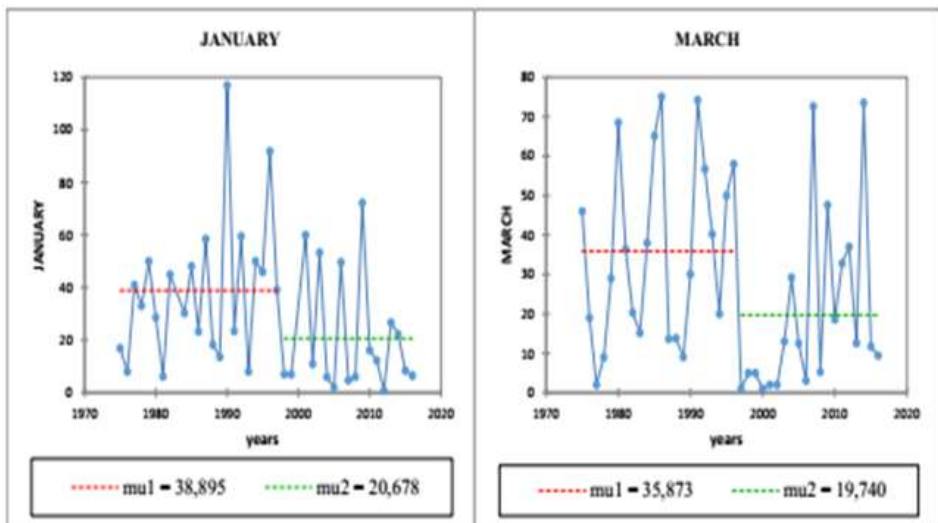 JANUARY
120
100
80
60
40
20
0
JANUARY
1970
1980
1990
2000
2010
2020
years
mu1 = 38,895
mu2 = 20,678
MARCH
80
70
60
50
40
30
20
10
0
MARCH
1970
1980
1990
2000
2010
2020
years
mu1 = 35,873
mu2 = 19,740